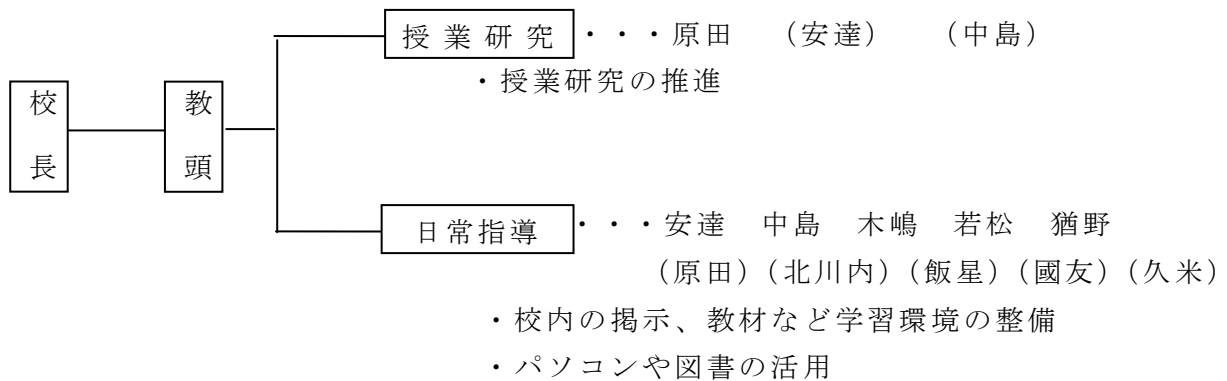 授業研究・・・原田 （安達） （中島）
・授業研究の推進
校長
教頭
日常指導・・・安達 中島 木嶋 若松 猶野
（原田）（北川内）（飯星）（國友）（久米）
・校内の掲示、教材など学習環境の整備
・パソコンや図書の活用